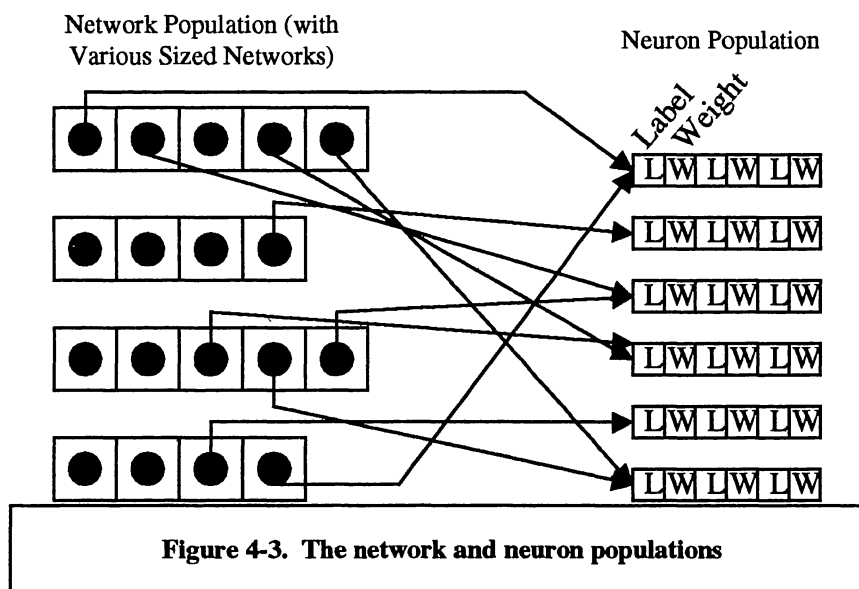 Network Population (with
Various Sized Networks)
Neuron Population
Label
Weight
L W L W L W
L W L W L W
L W L W L W
L W L W L W
L W L W L W
L W L W L W
Figure 4-3. The network and neuron populations